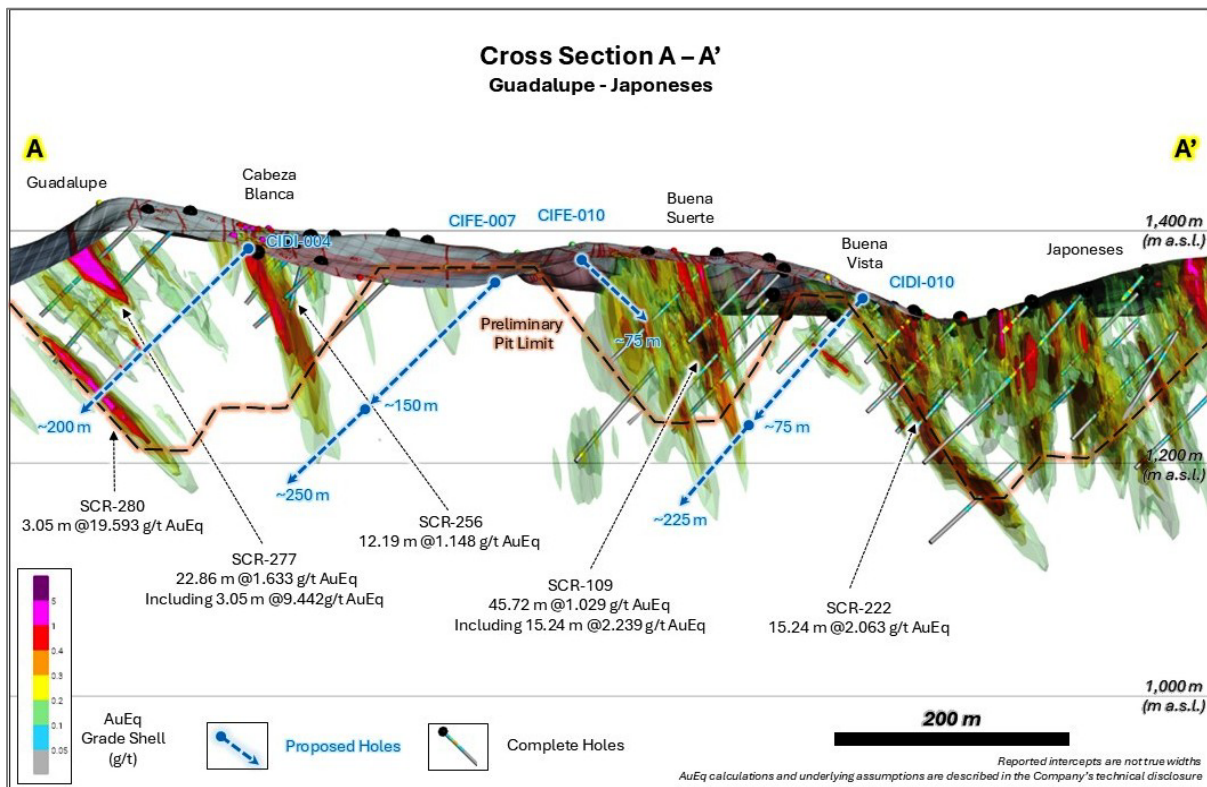 Cross Section A – A’
Guadalupe - Japoneses
A
A’
Guadalupe
Cabeza
Blanca
CIDI-004
CIFE-007
CIFE-010
Buena
Suerte
Buena
Vista
CIDI-010
Japoneses
1,400 m
(m a.s.l.)
Preliminary
Pit Limit
~75 m
~200 m
~150 m
~75 m
~250 m
~225 m
1,200 m
(m a.s.l.)
SCR-280
3.05 m @19.593 g/t AuEq
SCR-277
22.86 m @1.633 g/t AuEq
Including 3.05 m @9.442g/t AuEq
SCR-256
12.19 m @1.148 g/t AuEq
SCR-109
45.72 m @1.029 g/t AuEq
Including 15.24 m @2.239 g/t AuEq
SCR-222
15.24 m @2.063 g/t AuEq
1,000 m
(m a.s.l.)
5
1
0.4
0.3
0.2
0.1
0.05
AuEq
Grade Shell
(g/t)
Proposed Holes
Complete Holes
200 m
Reported intercepts are not true widths
AuEq calculations and underlying assumptions are described in the Company's technical disclosure